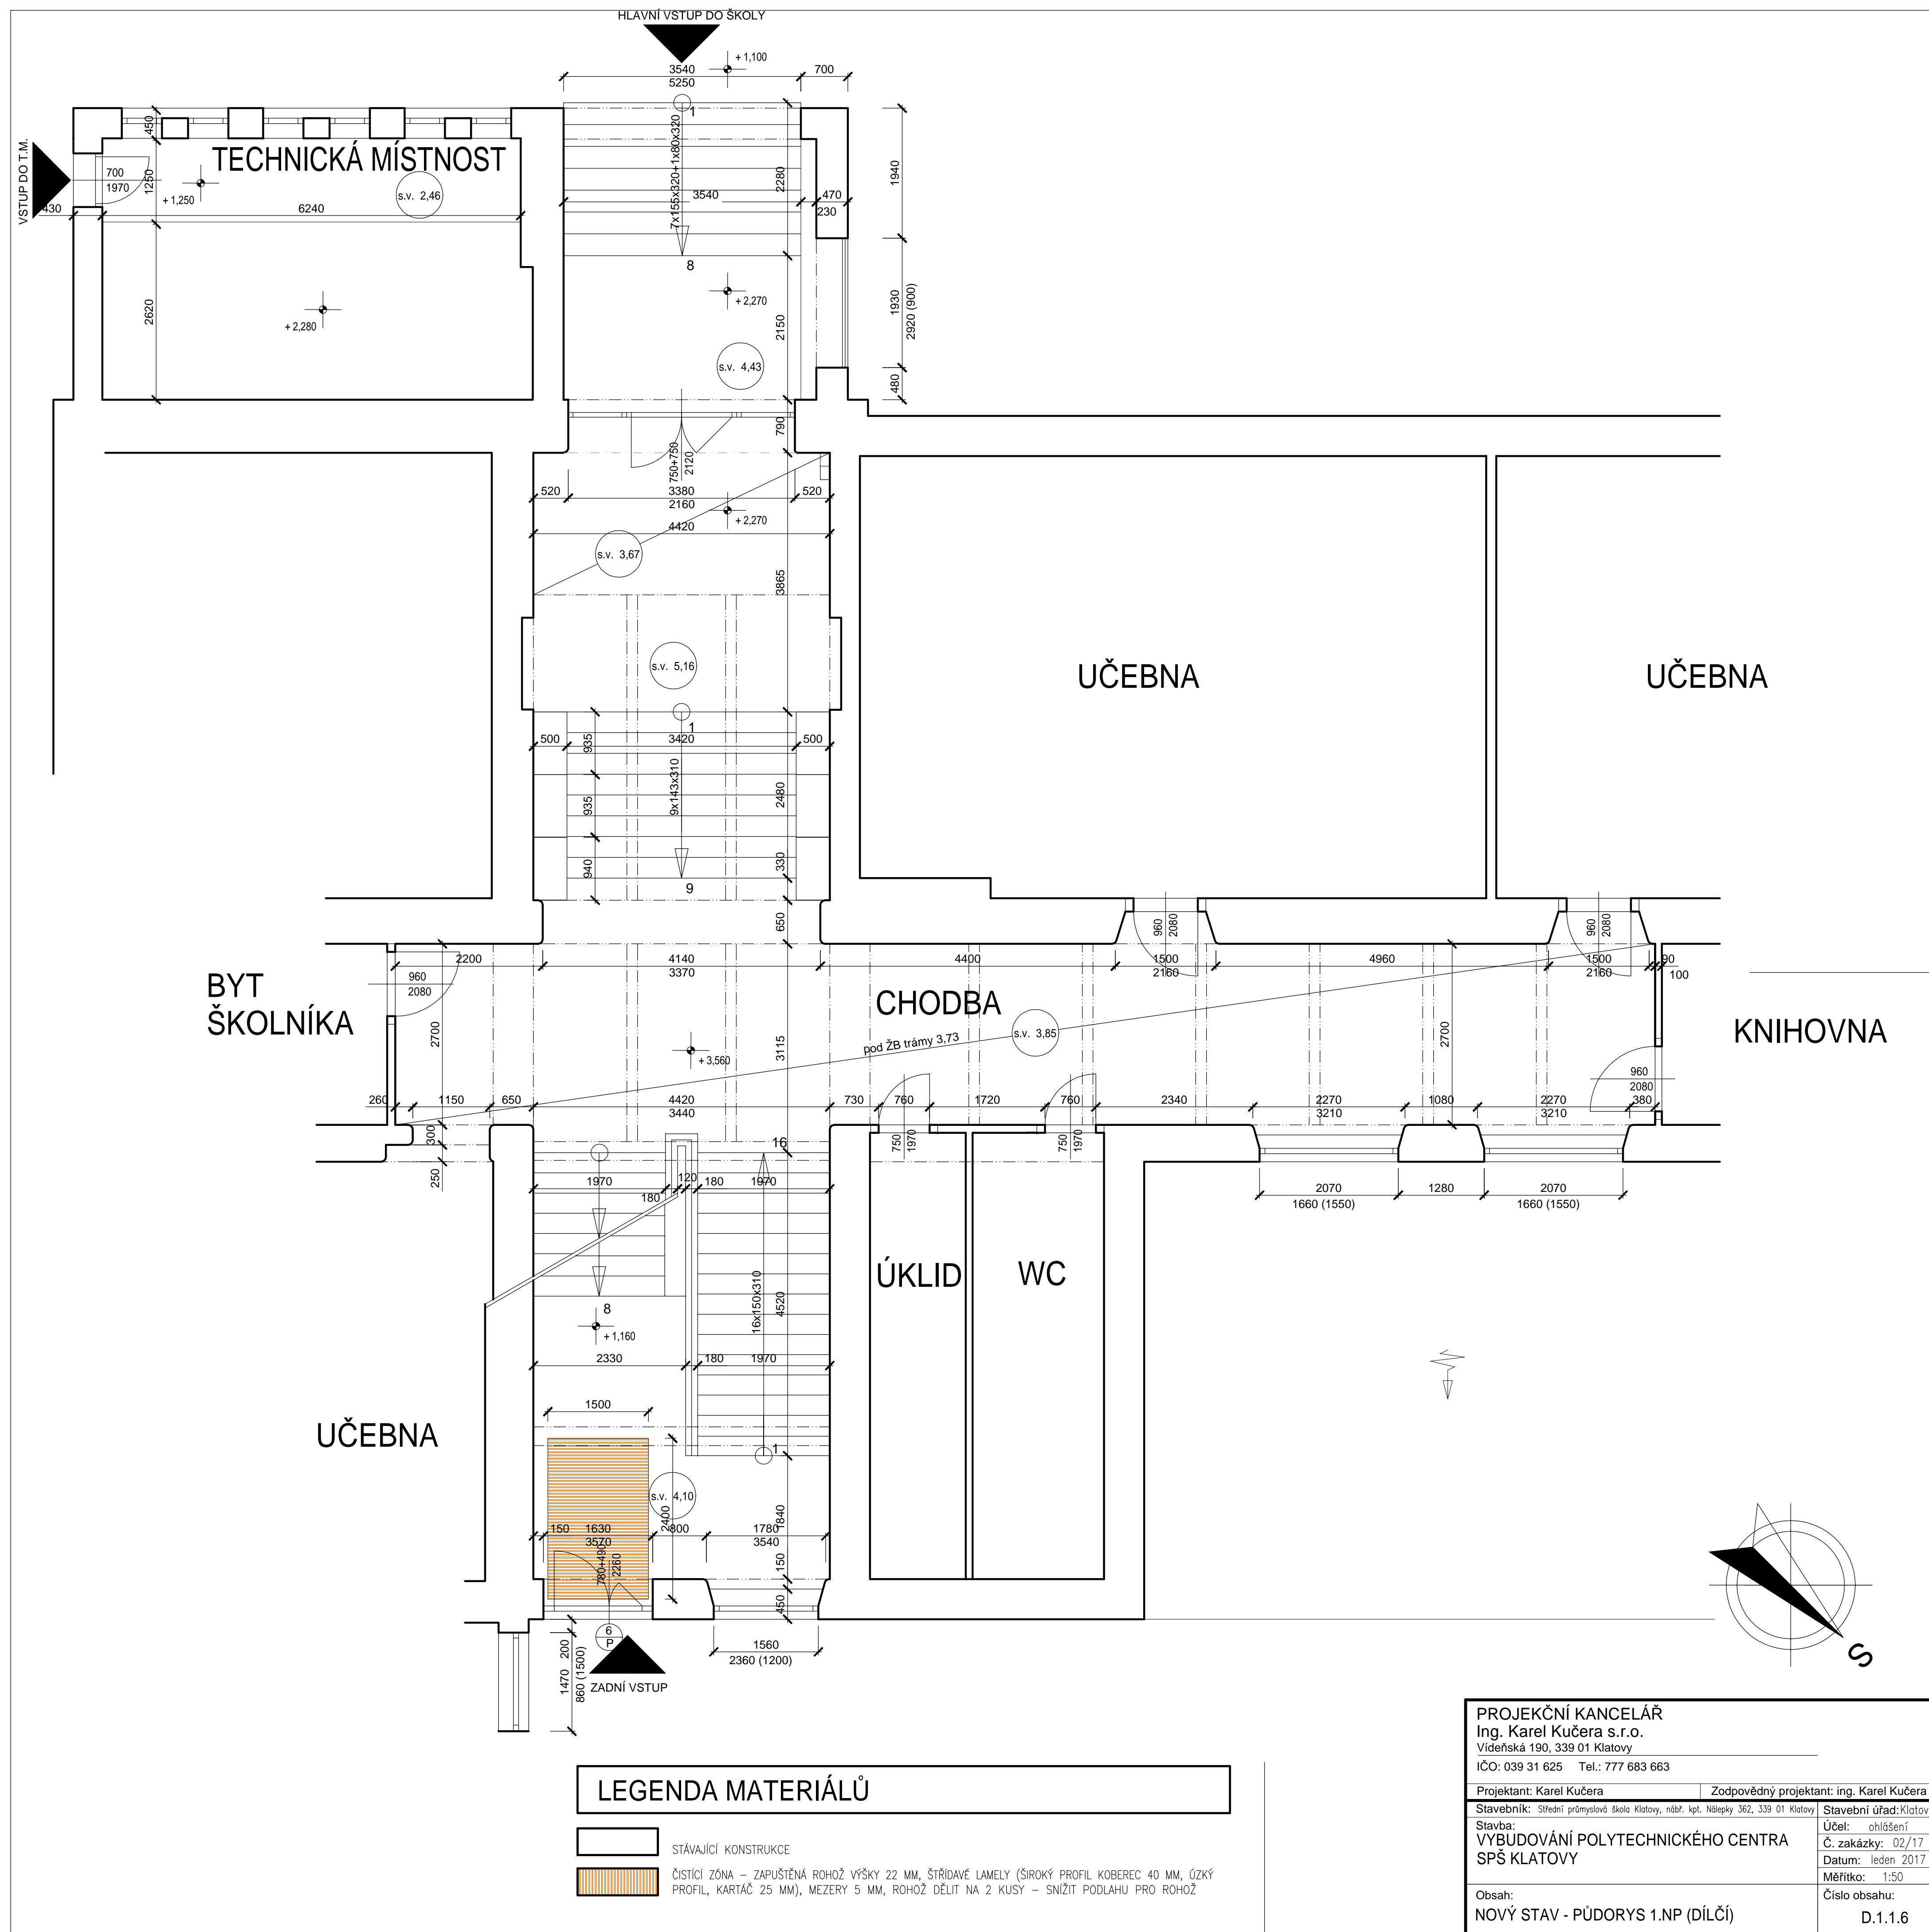 HLAVNÍ VSTUP DO ŠKOLY
+ 1,100
3540
5250
700
1
VSTUP DO T.M.
450
TECHNICKÁ MÍSTNOST
700
1970
1250
+ 1,250
s.v. 2,46
430
6240
7x155x320+1x80x320
2280
3540
470
230
1940
8
2620
+ 2,280
+ 2,270
2150
1930
2920 (900)
s.v. 4,43
480
790
750+750
2120
520
3380
2160
520
+ 2,270
4420
s.v. 3,67
3865
s.v. 5,16
UČEBNA
UČEBNA
1
500
935
3420
500
9x143x310
935
2480
940
330
9
650
960
2080
960
2080
2200
4140
3370
4400
1500
2160
4960
1500
2160
90
100
BYT
ŠKOLNÍKA
960
2080
CHODBA
2700
3115
pod ŽB trámy 3,73
s.v. 3,85
2700
KNIHOVNA
+ 3,560
960
2080
260
1150
650
4420
3440
730
760
1720
760
2340
2270
3210
1080
2270
3210
380
300
250
16
750
1970
750
1970
1970
180
120
180
1970
2070
1660 (1550)
1280
2070
1660 (1550)
ÚKLID
WC
16x150x310
4520
8
+ 1,160
2330
180
1970
1500
UČEBNA
1
s.v. 4,10
2400
1840
150
1630
3570
800
1780
3540
780+490
2260
150
450
6
P
200
1470
860 (1500)
ZADNÍ VSTUP
1560
2360 (1200)
S
LEGENDA MATERIÁLŮ
STÁVAJÍCÍ KONSTRUKCE
ČISTÍCÍ ZÓNA – ZAPUŠTĚNÁ ROHOŽ VÝŠKY 22 MM, ŠTŘÍDAVÉ LAMELY (ŠIROKÝ PROFIL KOBEREC 40 MM, ÚZKÝ
PROFIL, KARTÁČ 25 MM), MEZERY 5 MM, ROHOŽ DĚLIT NA 2 KUSY – SNÍŽIT PODLAHU PRO ROHOŽ
PROJEKČNÍ KANCELÁŘ
Ing. Karel Kučera s.r.o.
Vídeňská 190, 339 01 Klatovy
IČO: 039 31 625 Tel.: 777 683 663
Projektant: Karel Kučera Zodpovědný projektant: ing. Karel Kučera
Stavebník: Střední průmyslová škola Klatovy, nábř. kpt. Nálepky 362, 339 01 Klatovy
Stavební úřad: Klatov
Stavba:
VYBUDOVÁNÍ POLYTECHNICKÉHO CENTRA
SPŠ KLATOVY
Účel: ohlášení
Č. zakázky: 02/17
Datum: leden 2017
Měřítko: 1:50
Obsah:
NOVÝ STAV - PŮDORYS 1.NP (DÍLČÍ)
Číslo obsahu:
D.1.1.6